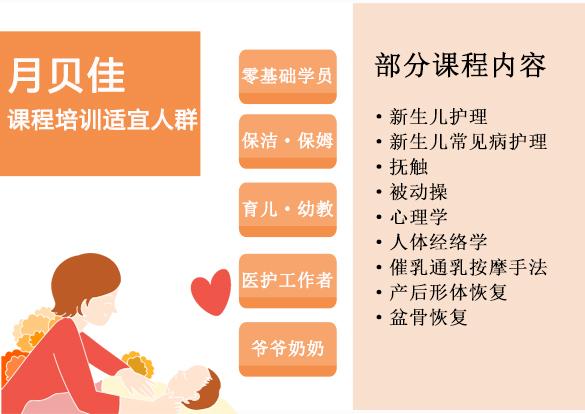 月贝佳
课程培训适宜人群
零基础学员
保洁·保姆
育儿·幼教
医护工作者
爷爷奶奶
部分课程内容
• 新生儿护理
• 新生儿常见病护理
• 抚触
• 被动操
• 心理学
• 人体经络学
• 催乳通乳按摩手法
• 产后形体恢复
• 盆骨恢复